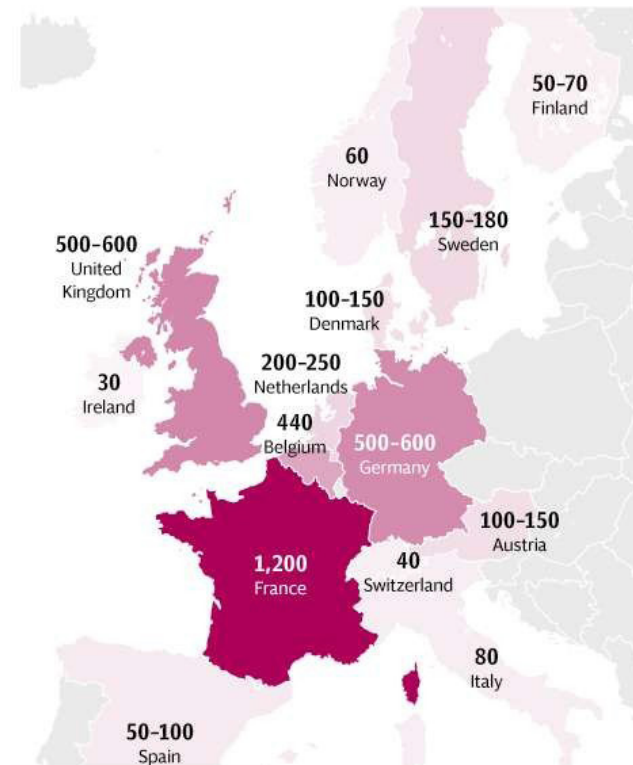 50–70
Finland
60
Norway
150–180
Sweden
500–600
United
Kingdom
100–150
Denmark
200–250
Netherlands
30
Ireland
440
Belgium
500–600
Germany
100–150
Austria
1,200
France
40
Switzerland
80
Italy
50–100
Spain